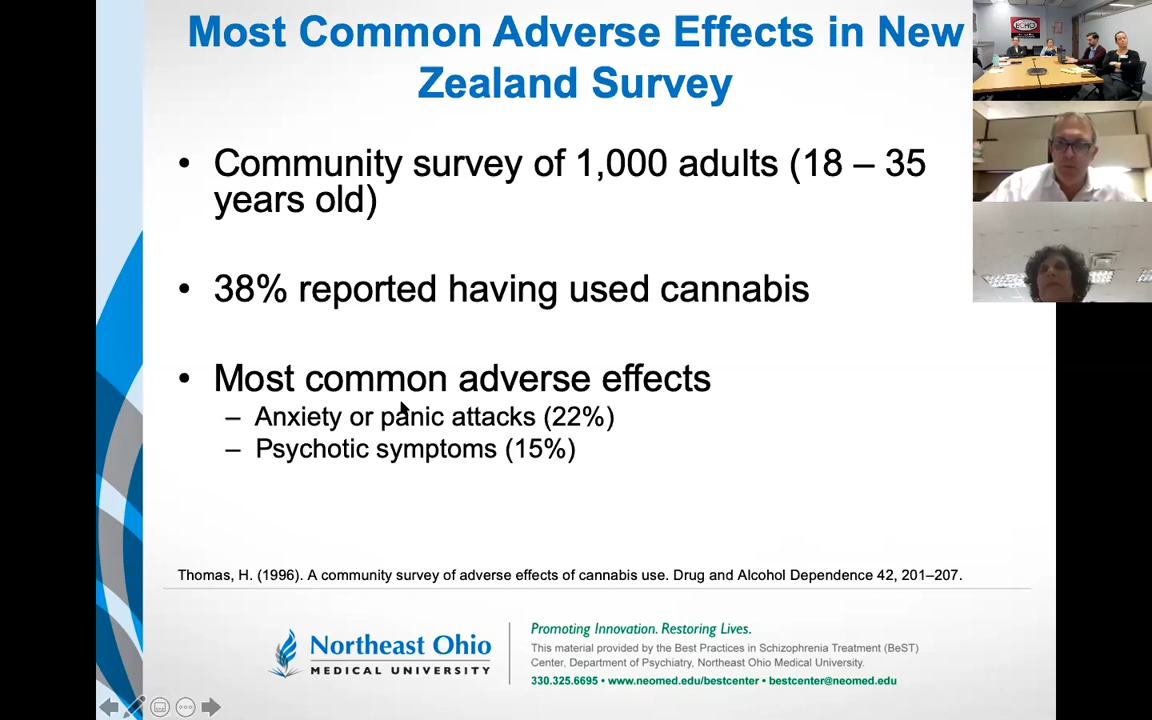 Most Common Adverse Effects in New
Zealand Survey
• Community survey of 1,000 adults (18 – 35
years old)
• 38% reported having used cannabis
• Most common adverse effects
– Anxiety or panic attacks (22%)
– Psychotic symptoms (15%)
Thomas, H. (1996). A community survey of adverse effects of cannabis use. Drug and Alcohol Dependence 42, 201–207.
Northeast Ohio
MEDICAL UNIVERSITY
Promoting Innovation. Restoring Lives.
This material provided by the Best Practices in Schizophrenia Treatment (BeST)
Center, Department of Psychiatry, Northeast Ohio Medical University.
330.325.6695 • www.neomed.edu/bestcenter • bestcenter@neomed.edu
ECHO